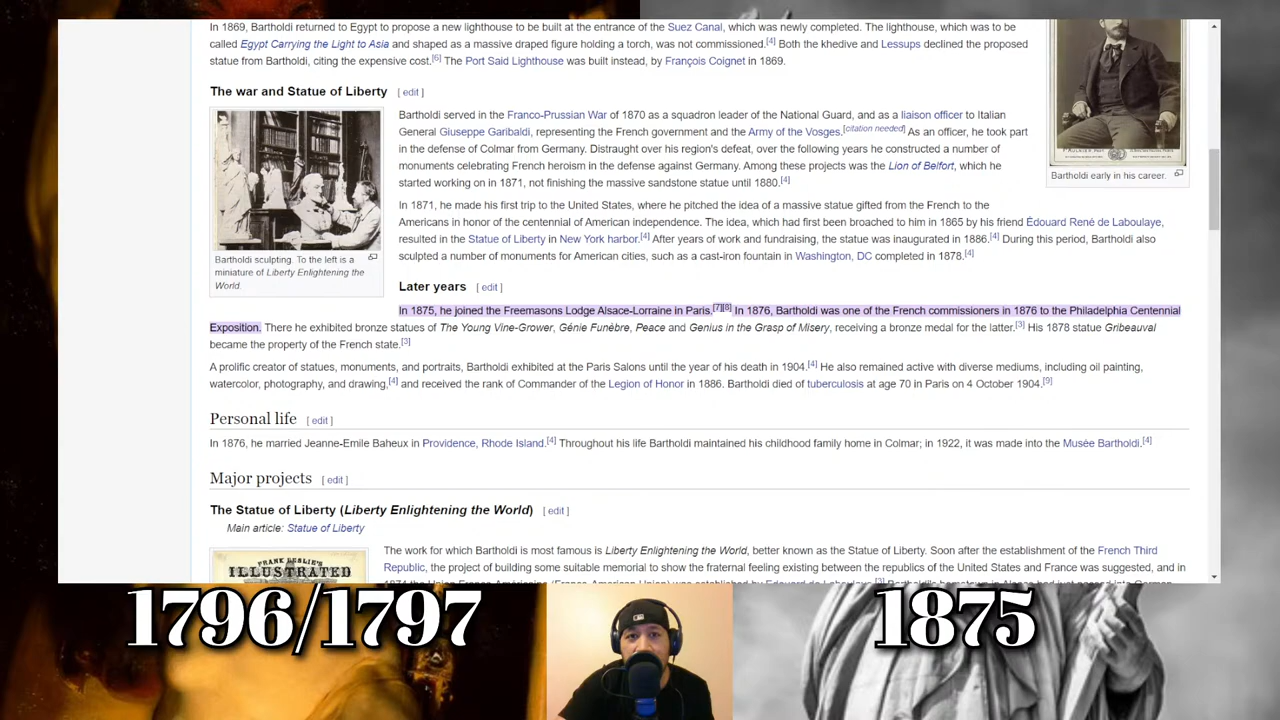 In 1869, Bartholdi returned to Egypt to propose a new lighthouse to be built at the entrance of the Suez Canal, which was newly completed. The lighthouse, which was to be
called Egypt Carrying the Light to Asia and shaped as a massive draped figure holding a torch, was not commissioned.[4] Both the khedive and Lessups declined the proposed
statue from Bartholdi, citing the expensive cost.[6] The Port Said Lighthouse was built instead, by François Coignet in 1869.
The war and Statue of Liberty [ edit ]
Bartholdi served in the Franco-Prussian War of 1870 as a squadron leader of the National Guard, and as a liaison officer to Italian
General Giuseppe Garibaldi, representing the French government and the Army of the Vosges.[citation needed] As an officer, he took part
in the defense of Colmar from Germany. Distraught over his region's defeat, over the following years he constructed a number of
monuments celebrating French heroism in the defense against Germany. Among these projects was the Lion of Belfort, which he
started working on in 1871, not finishing the massive sandstone statue until 1880.[4]
Bartholdi early in his career.
In 1871, he made his first trip to the United States, where he pitched the idea of a massive statue gifted from the French to the
Americans in honor of the centennial of American independence. The idea, which had first been broached to him in 1865 by his friend Édouard René de Laboulaye,
resulted in the Statue of Liberty in New York harbor.[4] After years of work and fundraising, the statue was inaugurated in 1886.[4] During this period, Bartholdi also
sculpted a number of monuments for American cities, such as a cast-iron fountain in Washington, DC completed in 1878.[4]
Bartholdi sculpting. To the left is a
miniature of Liberty Enlightening the
World.
Later years [ edit ]
In 1875, he joined the Freemasons Lodge Alsace-Lorraine in Paris.[7][8] In 1876, Bartholdi was one of the French commissioners in 1876 to the Philadelphia Centennial
Exposition. There he exhibited bronze statues of The Young Vine-Grower, Génie Funèbre, Peace and Genius in the Grasp of Misery, receiving a bronze medal for the latter.[3] His 1878 statue Gribeauval
became the property of the French state.[3]
A prolific creator of statues, monuments, and portraits, Bartholdi exhibited at the Paris Salons until the year of his death in 1904.[4] He also remained active with diverse mediums, including oil painting,
watercolor, photography, and drawing,[4] and received the rank of Commander of the Legion of Honor in 1886. Bartholdi died of tuberculosis at age 70 in Paris on 4 October 1904.[9]
Personal life [ edit ]
In 1876, he married Jeanne-Emile Baheux in Providence, Rhode Island.[4] Throughout his life Bartholdi maintained his childhood family home in Colmar; in 1922, it was made into the Musée Bartholdi.[4]
Major projects [ edit ]
The Statue of Liberty (Liberty Enlightening the World) [ edit ]
Main article: Statue of Liberty
FRANK LESLIE'S
ILLUSTRATED
The work for which Bartholdi is most famous is Liberty Enlightening the World, better known as the Statue of Liberty. Soon after the establishment of the French Third
Republic, the project of building some suitable memorial to show the fraternal feeling existing between the republics of the United States and France was suggested, and in
1796/1797
1875